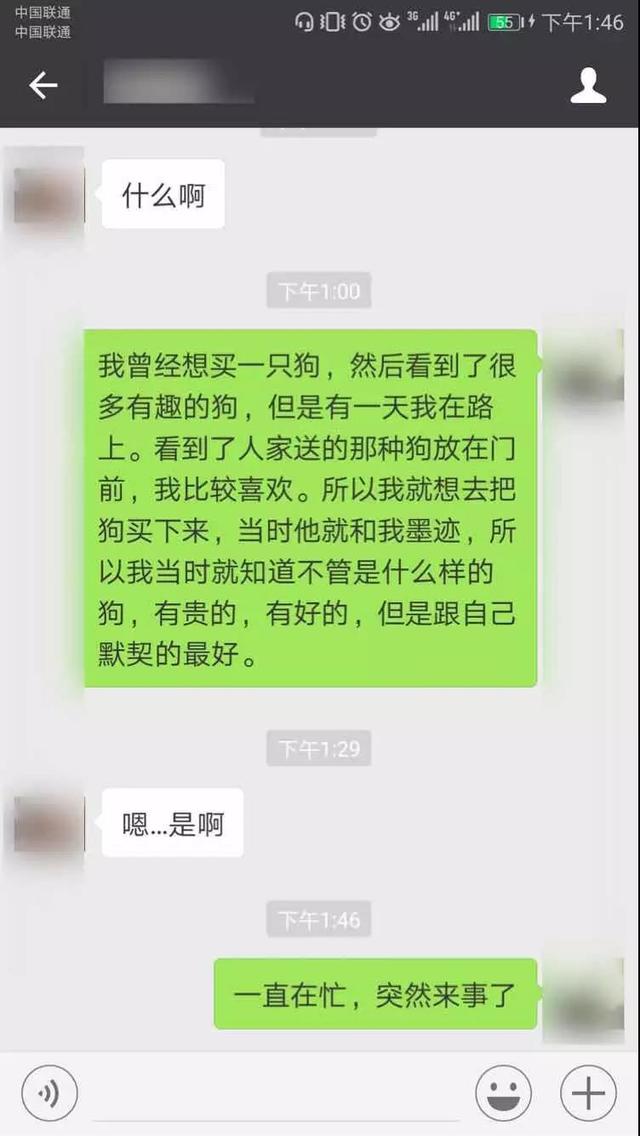 中国联通
中国联通
3G 4G+ 55 下午1:46
什么啊
下午1:00
我曾经想买一只狗，然后看到了很
多有趣的狗，但是有一天我在路
上。看到了人家送的那种狗放在门
前，我比较喜欢。所以我就想去把
狗买下来，当时他就和我墨迹，所
以我当时就知道不管是什么样的
狗，有贵的，有好的，但是跟自己
默契的最好。
下午1:29
嗯...是啊
下午1:46
一直在忙，突然来事了